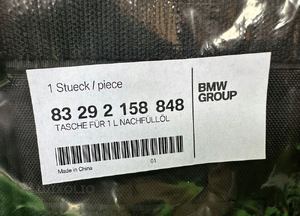 1 Stueck / piece
83 29 2 158 848
TASCHE FÜR 1 L NACHFÜLLÖL
BMW
GROUP
01
Made in China